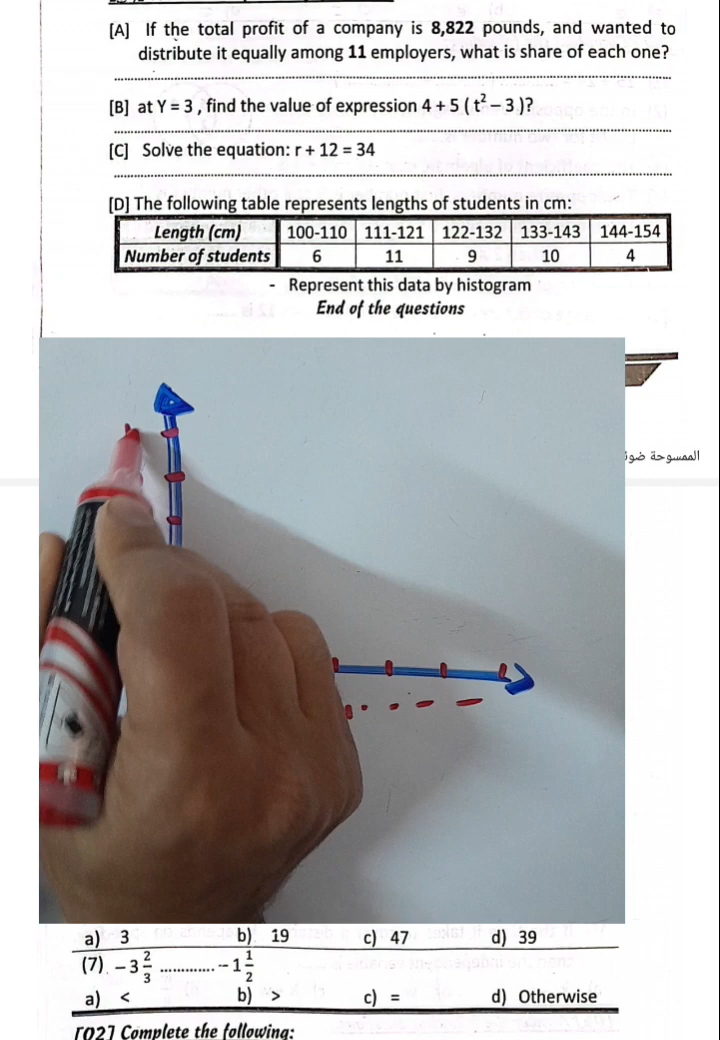 [A] If the total profit of a company is 8,822 pounds, and wanted to
distribute it equally among 11 employers, what is share of each one?
[B] at Y = 3 , find the value of expression 4 + 5 ( t² – 3 )?
[C] Solve the equation: r + 12 = 34
[D] The following table represents lengths of students in cm:
Length (cm) 100-110 111-121 122-132 133-143 144-154
Number of students 6 11 9 10 4
- Represent this data by histogram
End of the questions
الممسوحة ضوئ
a) 3 b) 19 c) 47 d) 39
(7). – 3 2/3 ............. – 1 1/2
a) < b) > c) = d) Otherwise
[Q2] Complete the following: